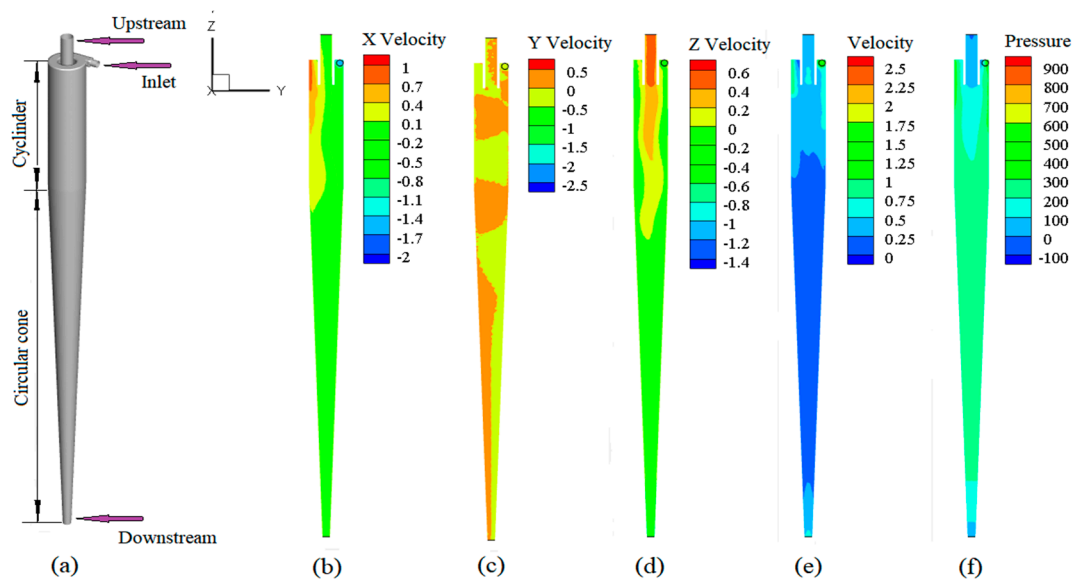 Upstream
Inlet
Cyclinder
Circular cone
Downstream
(a)
Z
X
Y
X Velocity
1
0.7
0.4
0.1
-0.2
-0.5
-0.8
-1.1
-1.4
-1.7
-2
(b)
Y Velocity
0.5
0
-0.5
-1
-1.5
-2
-2.5
(c)
Z Velocity
0.6
0.4
0.2
0
-0.2
-0.4
-0.6
-0.8
-1
-1.2
-1.4
(d)
Velocity
2.5
2.25
2
1.75
1.5
1.25
1
0.75
0.5
0.25
0
(e)
Pressure
900
800
700
600
500
400
300
200
100
0
-100
(f)